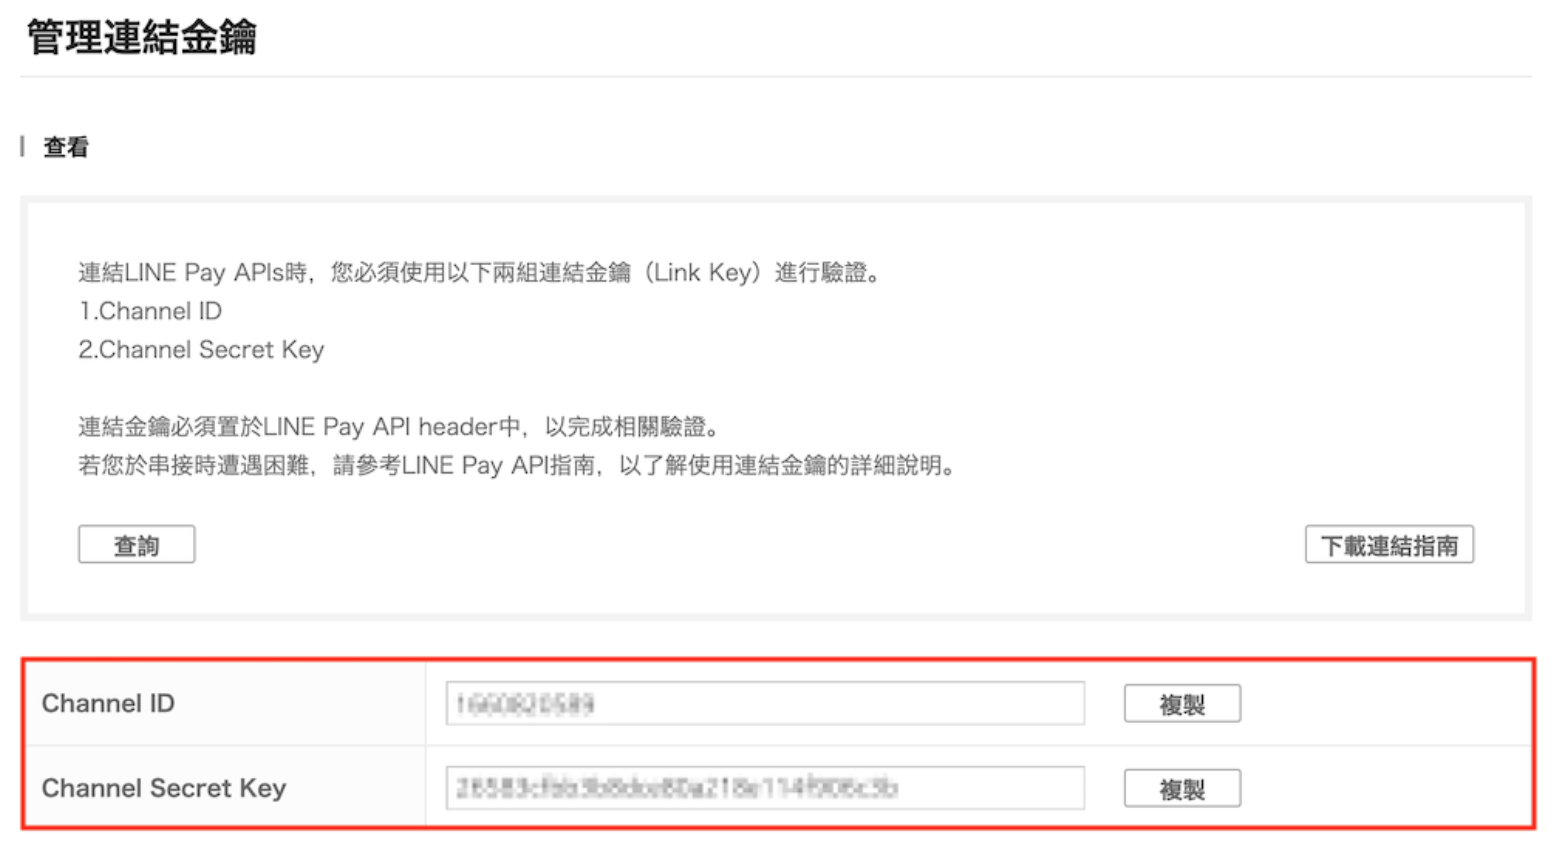 管理連結金鑰
查看
連結LINE Pay APIs時，您必須使用以下兩組連結金鑰（Link Key）進行驗證。
1.Channel ID
2.Channel Secret Key
連結金鑰必須置於LINE Pay API header中，以完成相關驗證。
若您於串接時遭遇困難，請參考LINE Pay API指南，以了解使用連結金鑰的詳細說明。
查詢
下載連結指南
Channel ID
複製
Channel Secret Key
複製